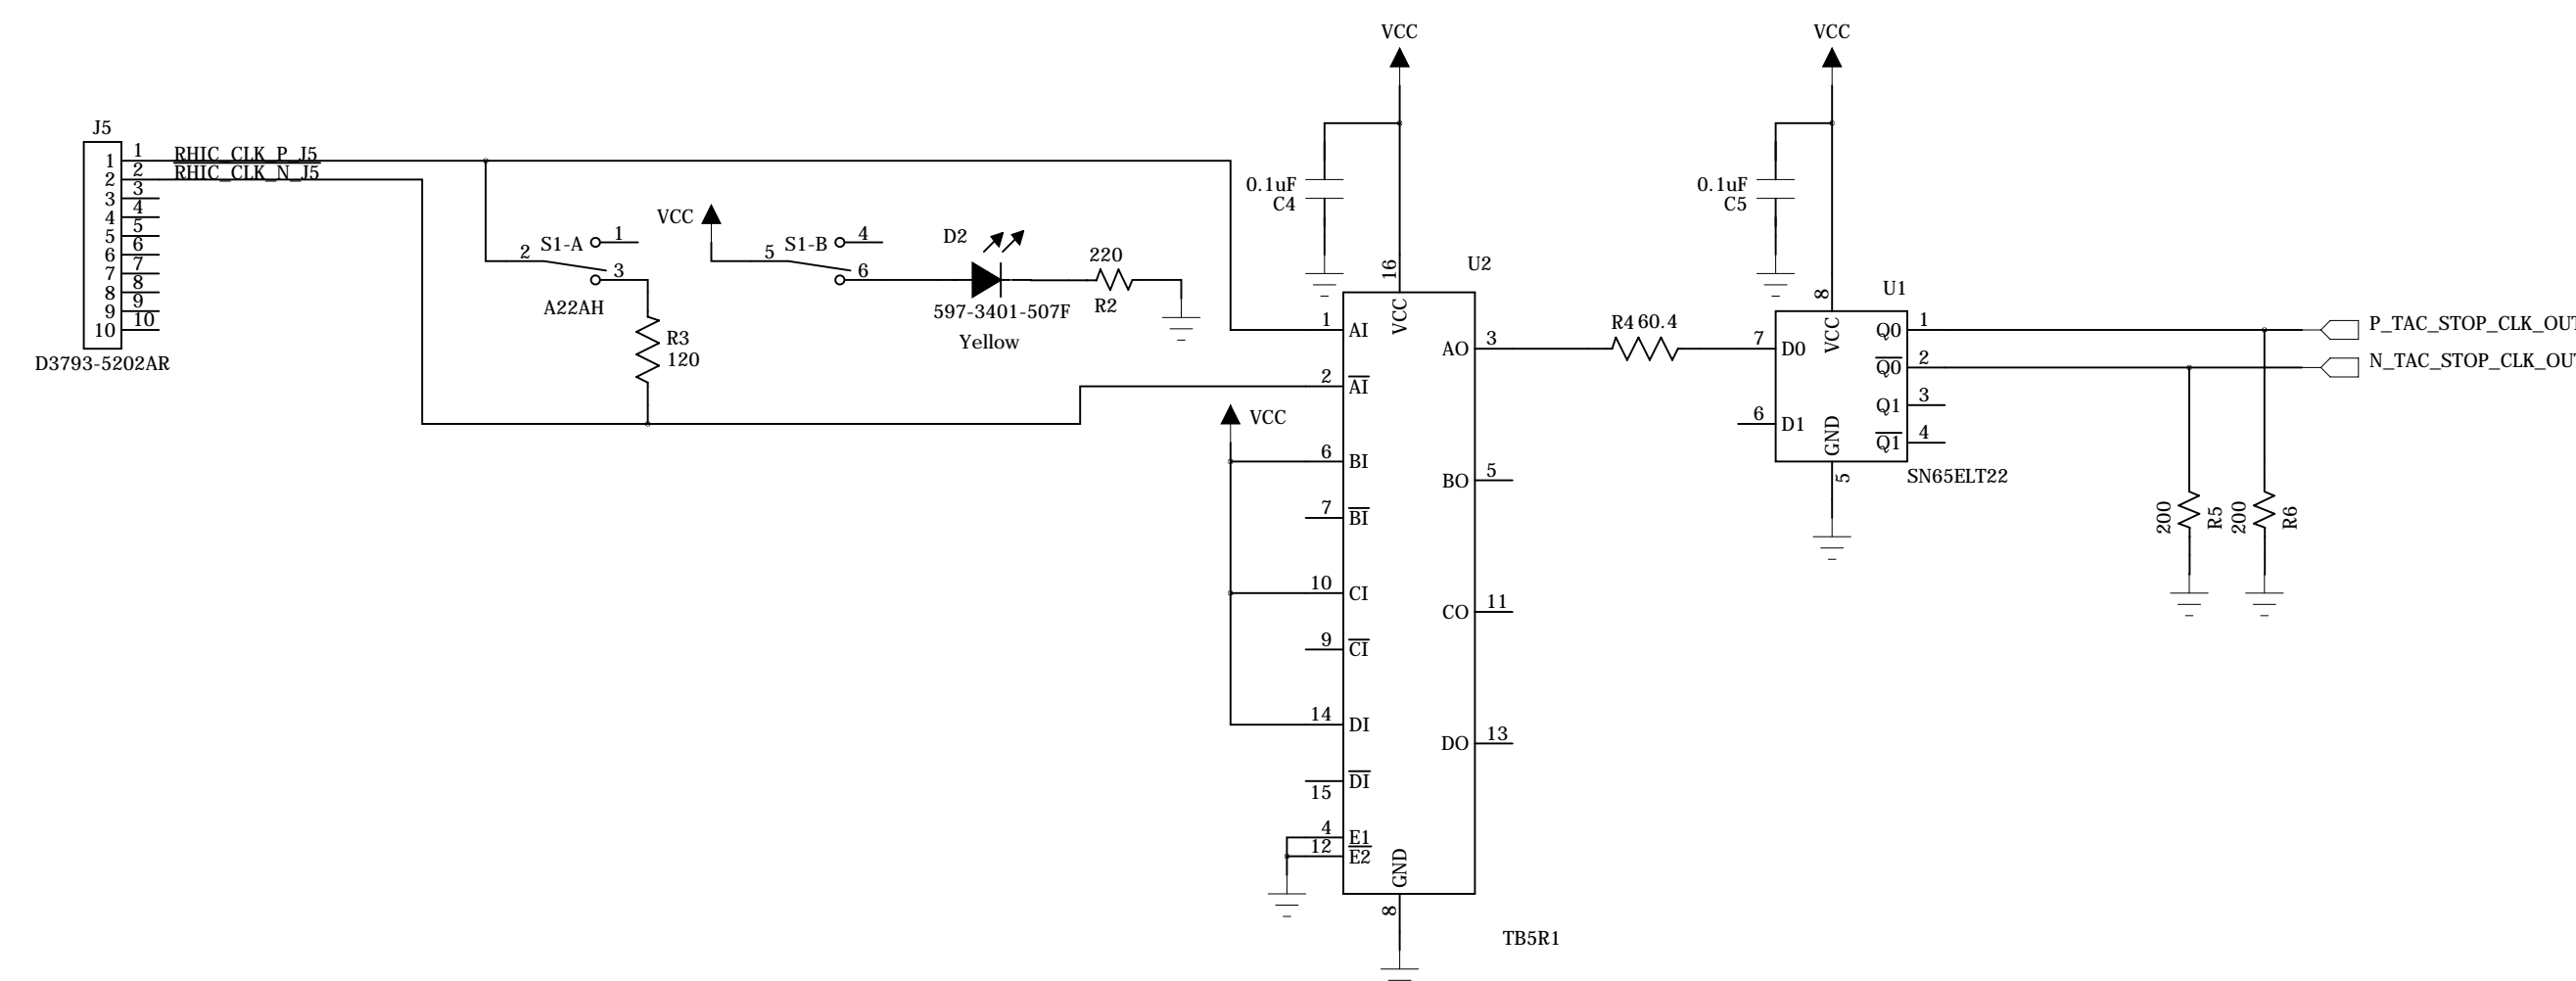 J5
1 1
2 2
3 3
4 4
5 5
6 6
7 7
8 8
9 9
10 10
D3793-5202AR
RHIC_CLK_P_J5
RHIC_CLK_N_J5
2 S1-A 1
3
A22AH
R3
120
VCC
5 S1-B 4
6
D2
597-3401-507F
Yellow
220
R2
VCC
0.1uF
C4
16
U2
VCC
1 AI
2 AI
VCC
6 BI
7 BI
10 CI
9 CI
14 DI
DI
15
4 E1
12 E2
GND
8
TB5R1
AO 3
BO 5
CO 11
DO 13
R4 60.4
VCC
0.1uF
C5
8
U1
VCC
7 D0
6 D1
GND
5
Q0 1
Q0 2
Q1 3
Q1 4
SN65ELT22
200
R5
200
R6
P_TAC_STOP_CLK_OU
N_TAC_STOP_CLK_OU